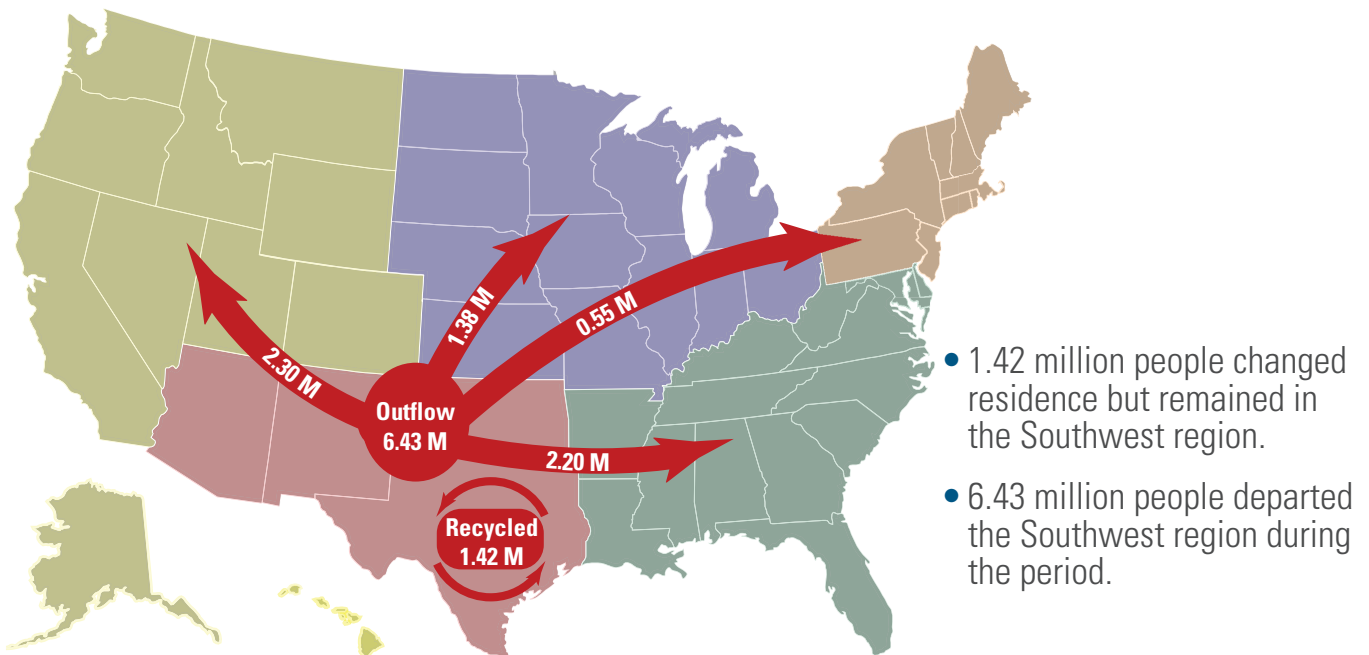 2.30 M
1.38 M
0.55 M
Outflow
6.43 M
2.20 M
Recycled
1.42 M
• 1.42 million people changed
residence but remained in
the Southwest region.
• 6.43 million people departed
the Southwest region during
the period.